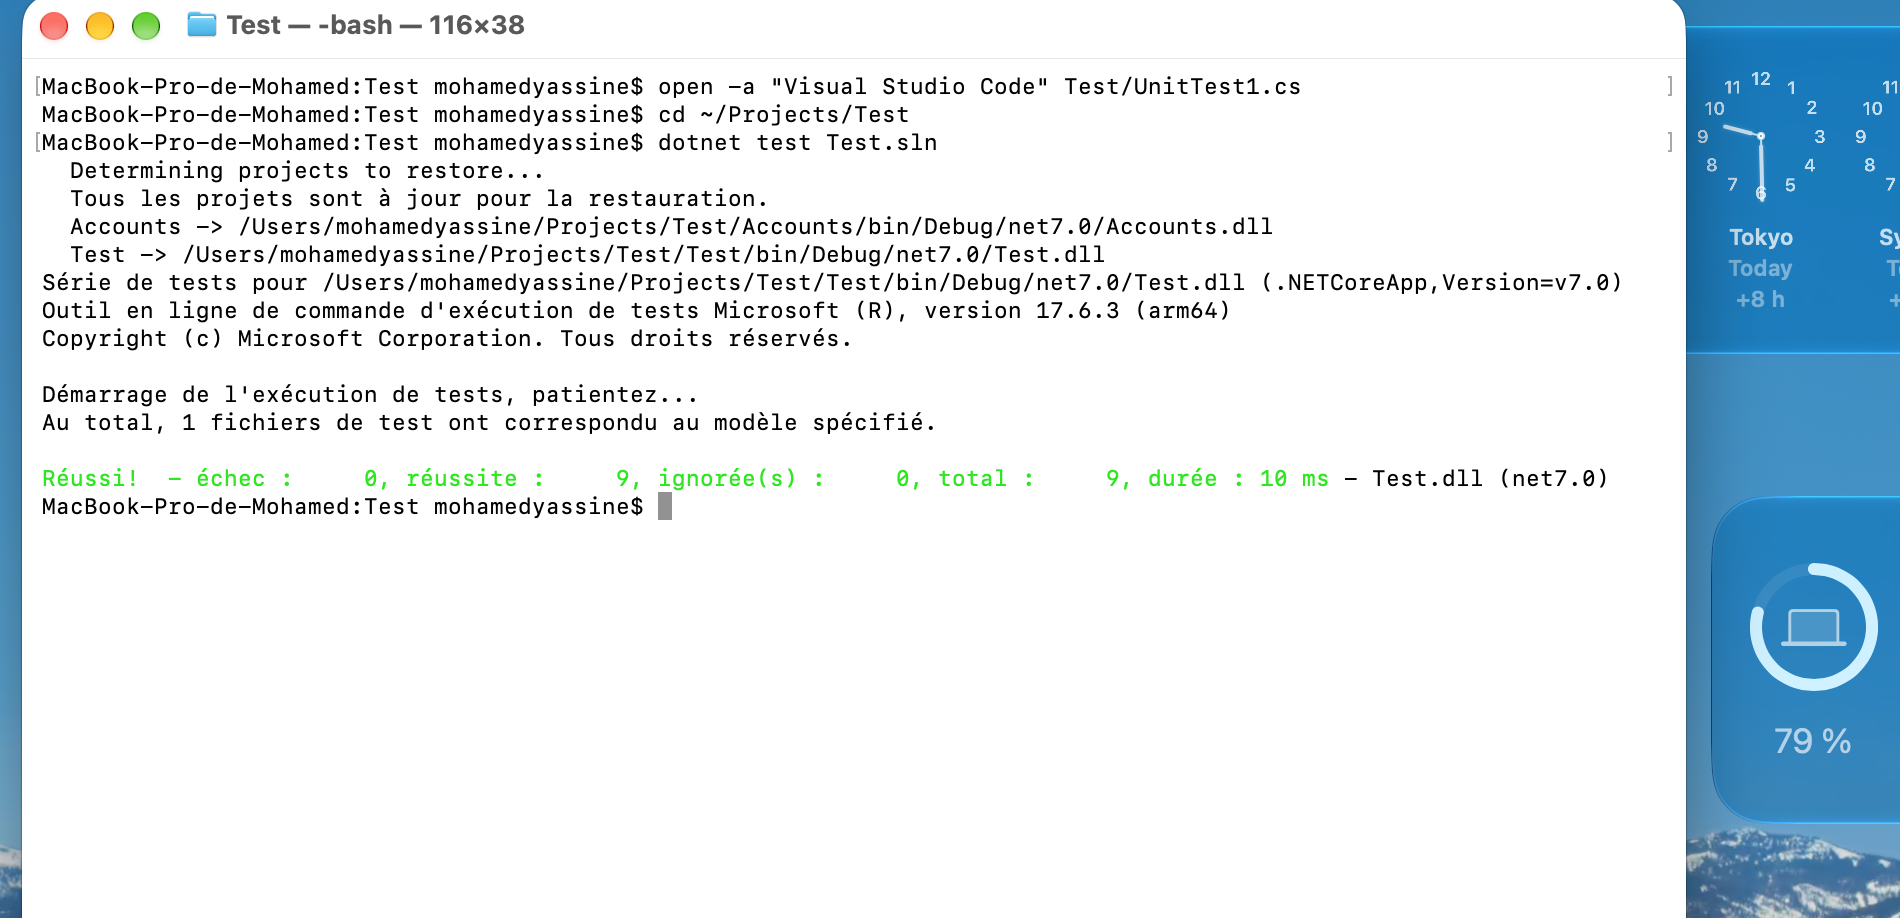 Test — -bash — 116×38
[MacBook-Pro-de-Mohamed:Test mohamedyassine$ open -a "Visual Studio Code" Test/UnitTest1.cs ]
MacBook-Pro-de-Mohamed:Test mohamedyassine$ cd ~/Projects/Test
[MacBook-Pro-de-Mohamed:Test mohamedyassine$ dotnet test Test.sln ]
Determining projects to restore...
Tous les projets sont à jour pour la restauration.
Accounts -> /Users/mohamedyassine/Projects/Test/Accounts/bin/Debug/net7.0/Accounts.dll
Test -> /Users/mohamedyassine/Projects/Test/Test/bin/Debug/net7.0/Test.dll
Série de tests pour /Users/mohamedyassine/Projects/Test/Test/bin/Debug/net7.0/Test.dll (.NETCoreApp,Version=v7.0)
Outil en ligne de commande d'exécution de tests Microsoft (R), version 17.6.3 (arm64)
Copyright (c) Microsoft Corporation. Tous droits réservés.
Démarrage de l'exécution de tests, patientez...
Au total, 1 fichiers de test ont correspondu au modèle spécifié.
Réussi!  - échec :     0, réussite :     9, ignorée(s) :     0, total :     9, durée : 10 ms - Test.dll (net7.0)
MacBook-Pro-de-Mohamed:Test mohamedyassine$
12
11 1
10 2
9 3
8 4
7 5
6
Tokyo
Today
+8 h
11
10
9
8
7
Sy
T
+
79 %